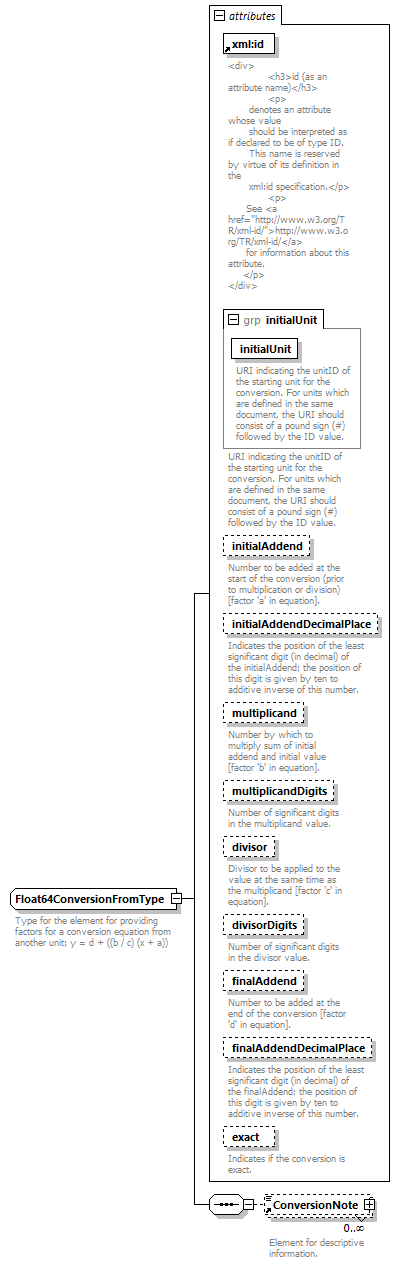 attributes
xml:id
<div>
<h3>id (as an
attribute name)</h3>
<p>
denotes an attribute
whose value
should be interpreted as
if declared to be of type ID.
This name is reserved
by virtue of its definition in
the
xml:id specification.</p>
<p>
See <a
href="http://www.w3.org/T
R/xml-id/">http://www.w3.o
rg/TR/xml-id/</a>
for information about this
attribute.
</p>
</div>
grp initialUnit
initialUnit
URI indicating the unitID of
the starting unit for the
conversion. For units which
are defined in the same
document, the URI should
consist of a pound sign (#)
followed by the ID value.
URI indicating the unitID of
the starting unit for the
conversion. For units which
are defined in the same
document, the URI should
consist of a pound sign (#)
followed by the ID value.
initialAddend
Number to be added at the
start of the conversion (prior
to multiplication or division)
[factor 'a' in equation].
initialAddendDecimalPlace
Indicates the position of the least
significant digit (in decimal) of
the initialAddend; the position of
this digit is given by ten to
additive inverse of this number.
multiplicand
Number by which to
multiply sum of initial
addend and initial value
[factor 'b' in equation].
multiplicandDigits
Number of significant digits
in the multiplicand value.
divisor
Divisor to be applied to the
value at the same time as
the multiplicand [factor 'c' in
equation].
divisorDigits
Number of significant digits
in the divisor value.
finalAddend
Number to be added at the
end of the conversion [factor
'd' in equation].
finalAddendDecimalPlace
Indicates the position of the least
significant digit (in decimal) of
the finalAddend; the position of
this digit is given by ten to
additive inverse of this number.
exact
Indicates if the conversion is
exact.
Float64ConversionFromType
Type for the element for providing
factors for a conversion equation from
another unit; y = d + ((b / c) (x + a))
ConversionNote
0..∞
Element for descriptive
information.